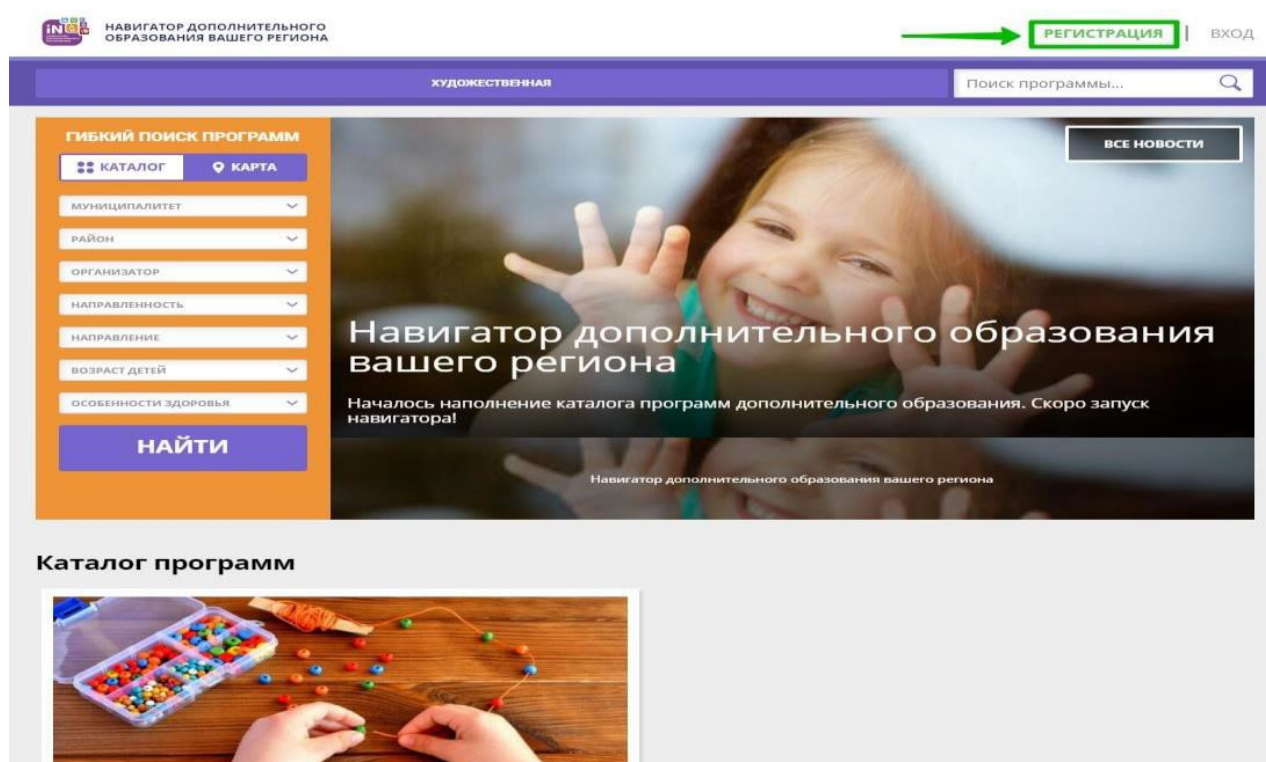 НАВИГАТОР ДОПОЛНИТЕЛЬНОГО
ОБРАЗОВАНИЯ ВАШЕГО РЕГИОНА
РЕГИСТРАЦИЯ | ВХОД
ХУДОЖЕСТВЕННАЯ
Поиск программы...
ГИБКИЙ ПОИСК ПРОГРАММ
КАТАЛОГ
КАРТА
МУНИЦИПАЛИТЕТ
РАЙОН
ОРГАНИЗАТОР
НАПРАВЛЕННОСТЬ
НАПРАВЛЕНИЕ
ВОЗРАСТ ДЕТЕЙ
ОСОБЕННОСТИ ЗДОРОВЬЯ
НАЙТИ
ВСЕ НОВОСТИ
Навигатор дополнительного образования
вашего региона
Началось наполнение каталога программ дополнительного образования. Скоро запуск
навигатора!
Навигатор дополнительного образования вашего региона
Каталог программ